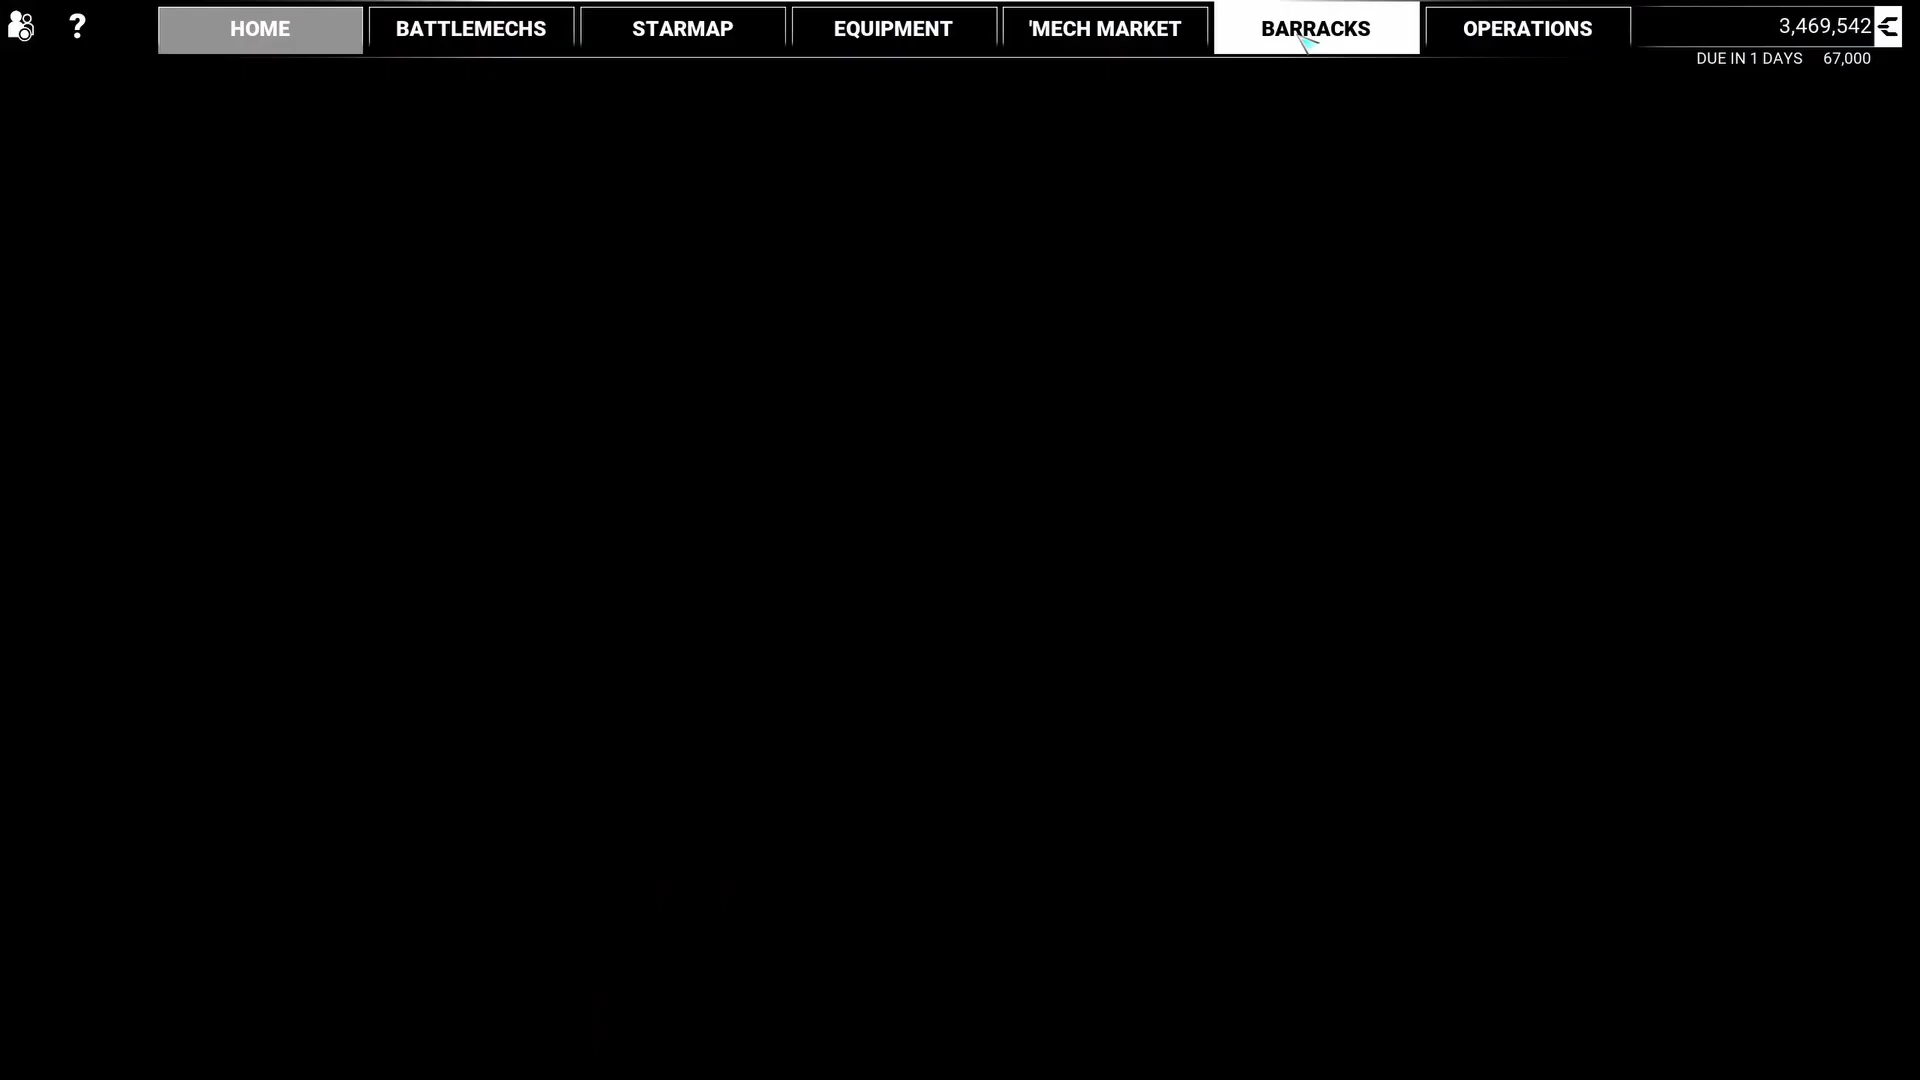 ?
HOME
BATTLEMECHS
STARMAP
EQUIPMENT
'MECH MARKET
BARRACKS
OPERATIONS
3,469,542
DUE IN 1 DAYS 67,000